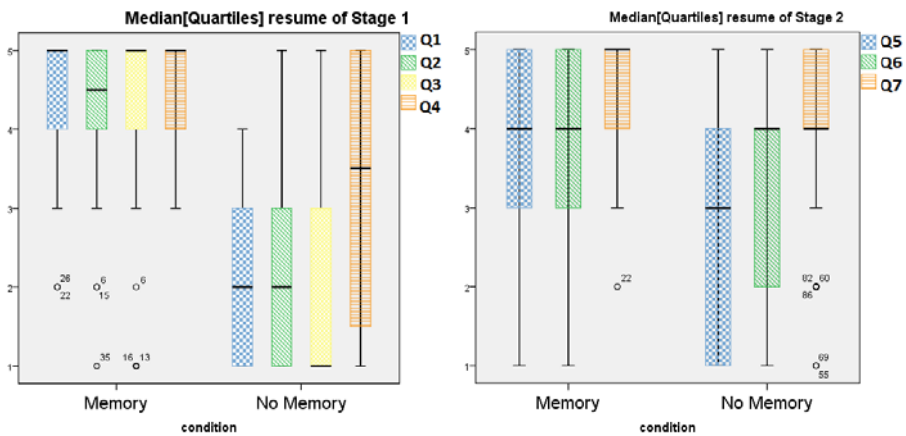 Median[Quartiles] resume of Stage 1
Q1
Q2
Q3
Q4
5
4
3
2
1
26
22
6
15
6
35
16 13
Memory
No Memory
condition
Median[Quartiles] resume of Stage 2
Q5
Q6
Q7
5
4
3
2
1
22
82 60
86
69
55
Memory
No Memory
condition